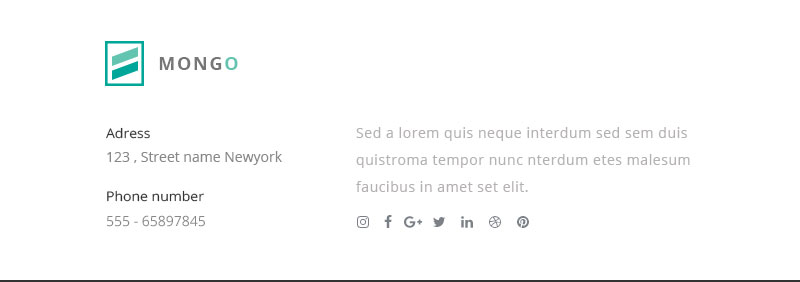 MONGO
Adress
123 , Street name Newyork
Phone number
555 - 65897845
Sed a lorem quis neque interdum sed sem duis
quistroma tempor nunc nterdum etes malesum
faucibus in amet set elit.